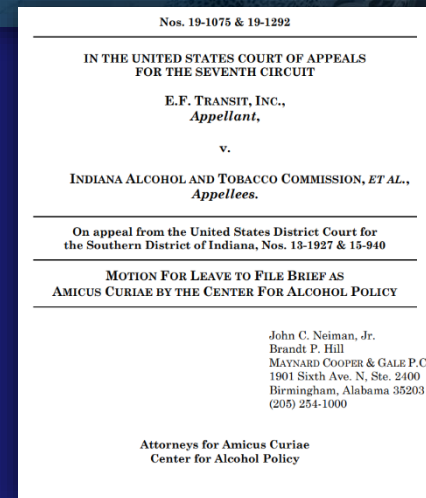 Nos. 19-1075 & 19-1292
IN THE UNITED STATES COURT OF APPEALS
FOR THE SEVENTH CIRCUIT
E.F. TRANSIT, INC.,
Appellant,
v.
INDIANA ALCOHOL AND TOBACCO COMMISSION, ET AL.,
Appellees.
On appeal from the United States District Court for
the Southern District of Indiana, Nos. 13-1927 & 15-940
MOTION FOR LEAVE TO FILE BRIEF AS
AMICUS CURIAE BY THE CENTER FOR ALCOHOL POLICY
John C. Neiman, Jr.
Brandt P. Hill
MAYNARD COOPER & GALE P.C
1901 Sixth Ave. N, Ste. 2400
Birmingham, Alabama 35203
(205) 254-1000
Attorneys for Amicus Curiae
Center for Alcohol Policy